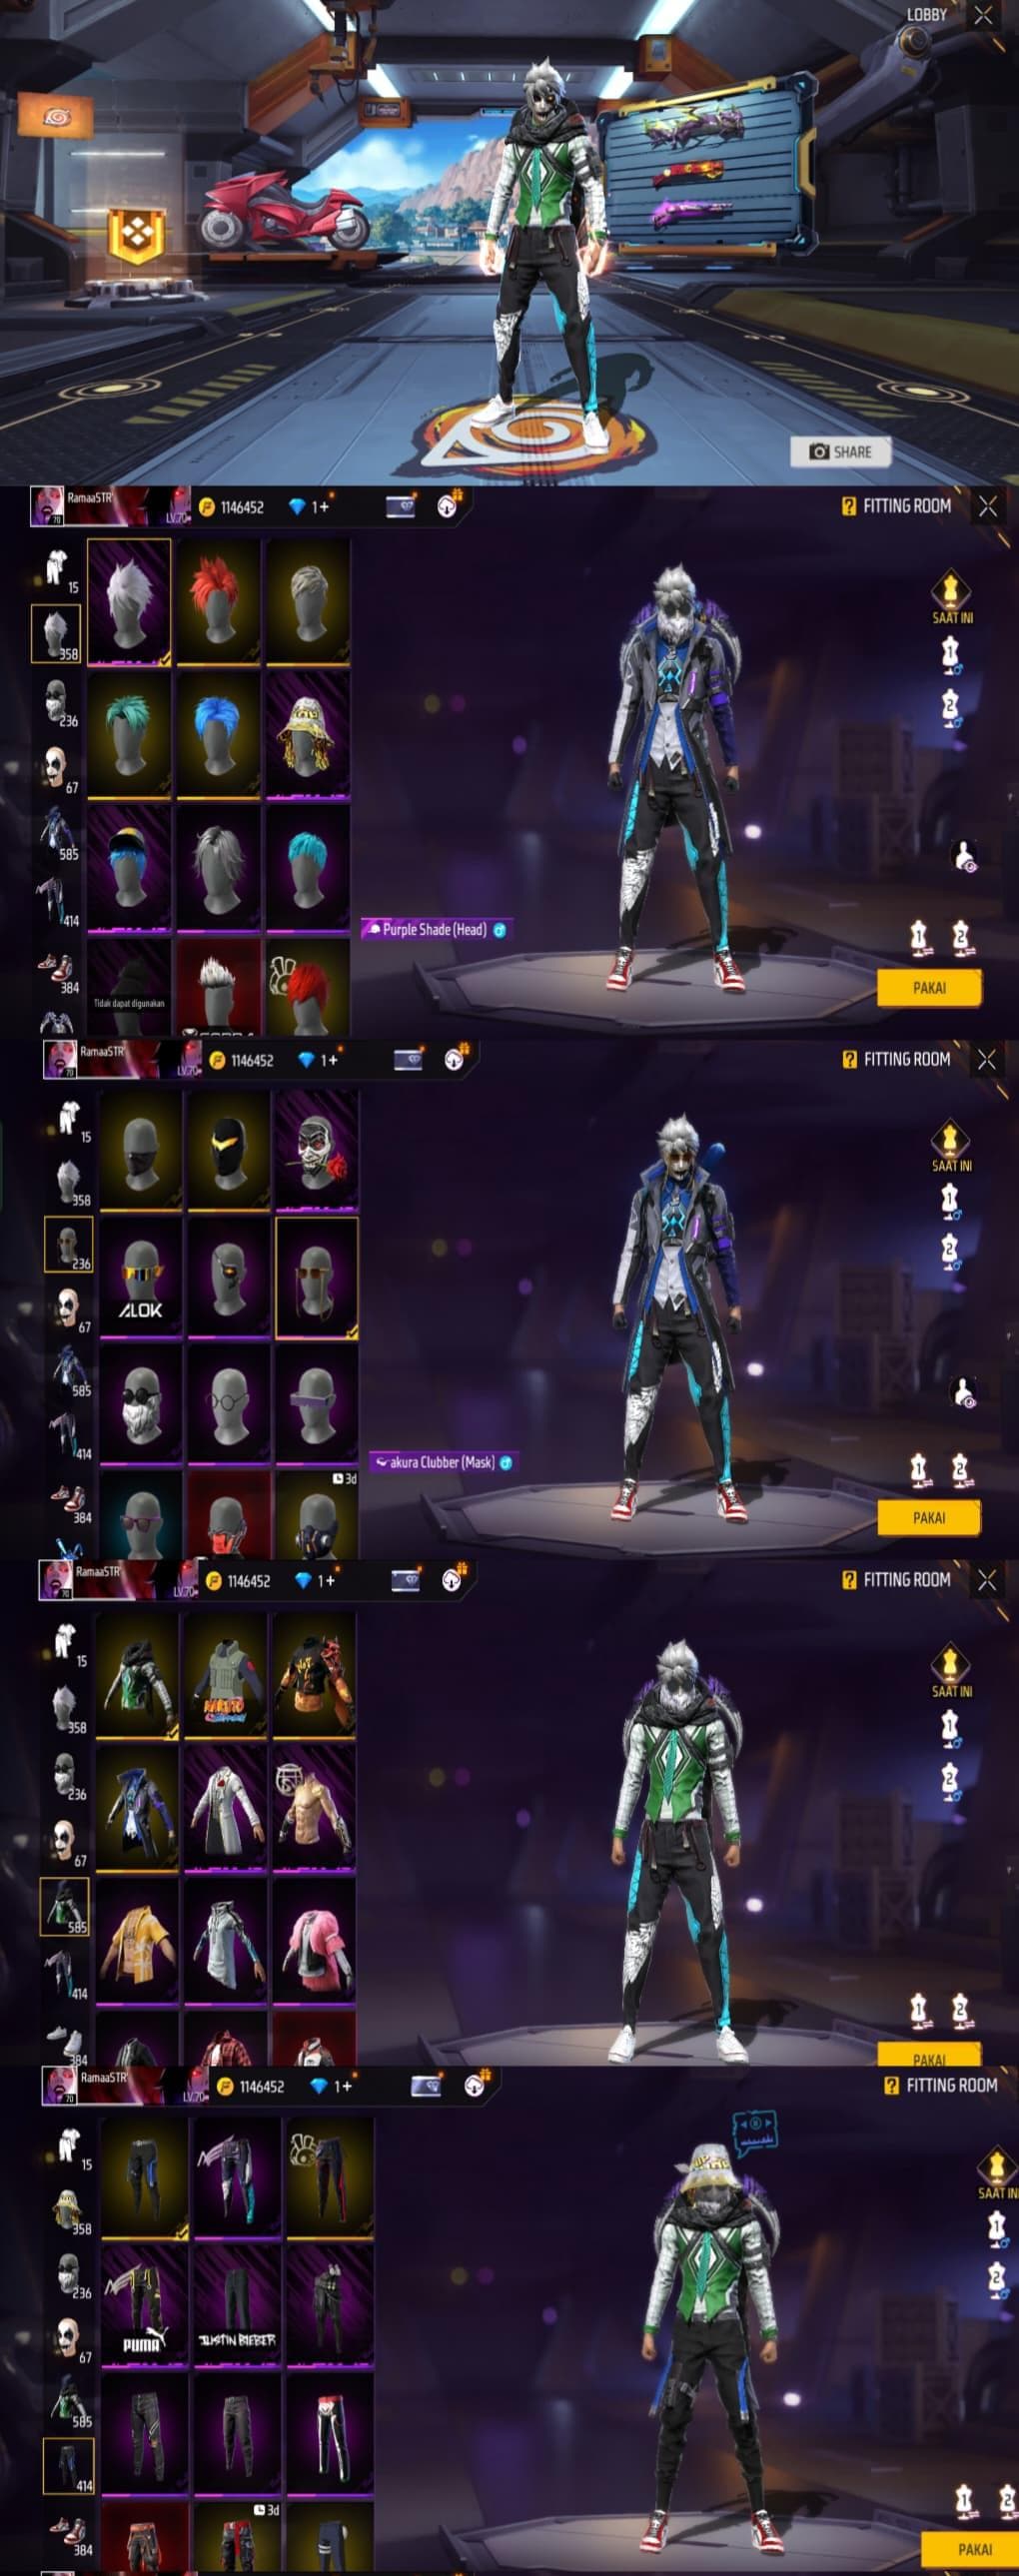 LOBBY
SHARE
RamaaSTR'
70
LV.70
1146452
1+
FITTING ROOM
15
358
236
67
585
414
384
Tidak dapat digunakan
Purple Shade (Head)
SAAT INI
1
2
1
2
PAKAI
RamaaSTR'
70
LV.70
1146452
1+
FITTING ROOM
15
358
236
67
585
414
384
ALOK
3d
akura Clubber (Mask)
SAAT INI
1
2
1
2
PAKAI
RamaaSTR'
70
LV.70
1146452
1+
FITTING ROOM
15
358
236
67
585
414
384
NARUTO
SAAT INI
1
2
1
2
PAKAI
RamaaSTR'
70
LV.70
1146452
1+
FITTING ROOM
15
358
236
67
585
414
384
PUMA
JUSTIN BIEBER
3d
SAAT IN
1
2
1
2
PAKAI